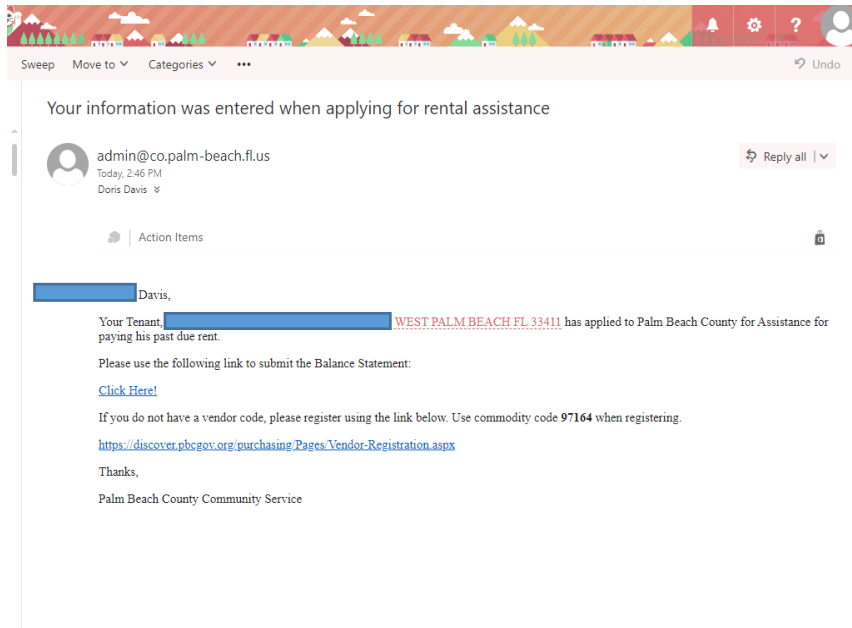 Sweep Move to Categories ••• Undo
Your information was entered when applying for rental assistance
admin@co.palm-beach.fl.us
Reply all
Today, 2:46 PM
Doris Davis
Action Items
Davis,
Your Tenant, WEST PALM BEACH FL 33411 has applied to Palm Beach County for Assistance for
paying his past due rent.
Please use the following link to submit the Balance Statement:
Click Here!
If you do not have a vendor code, please register using the link below. Use commodity code 97164 when registering.
https://discover.pbcgov.org/purchasing/Pages/Vendor-Registration.aspx
Thanks,
Palm Beach County Community Service